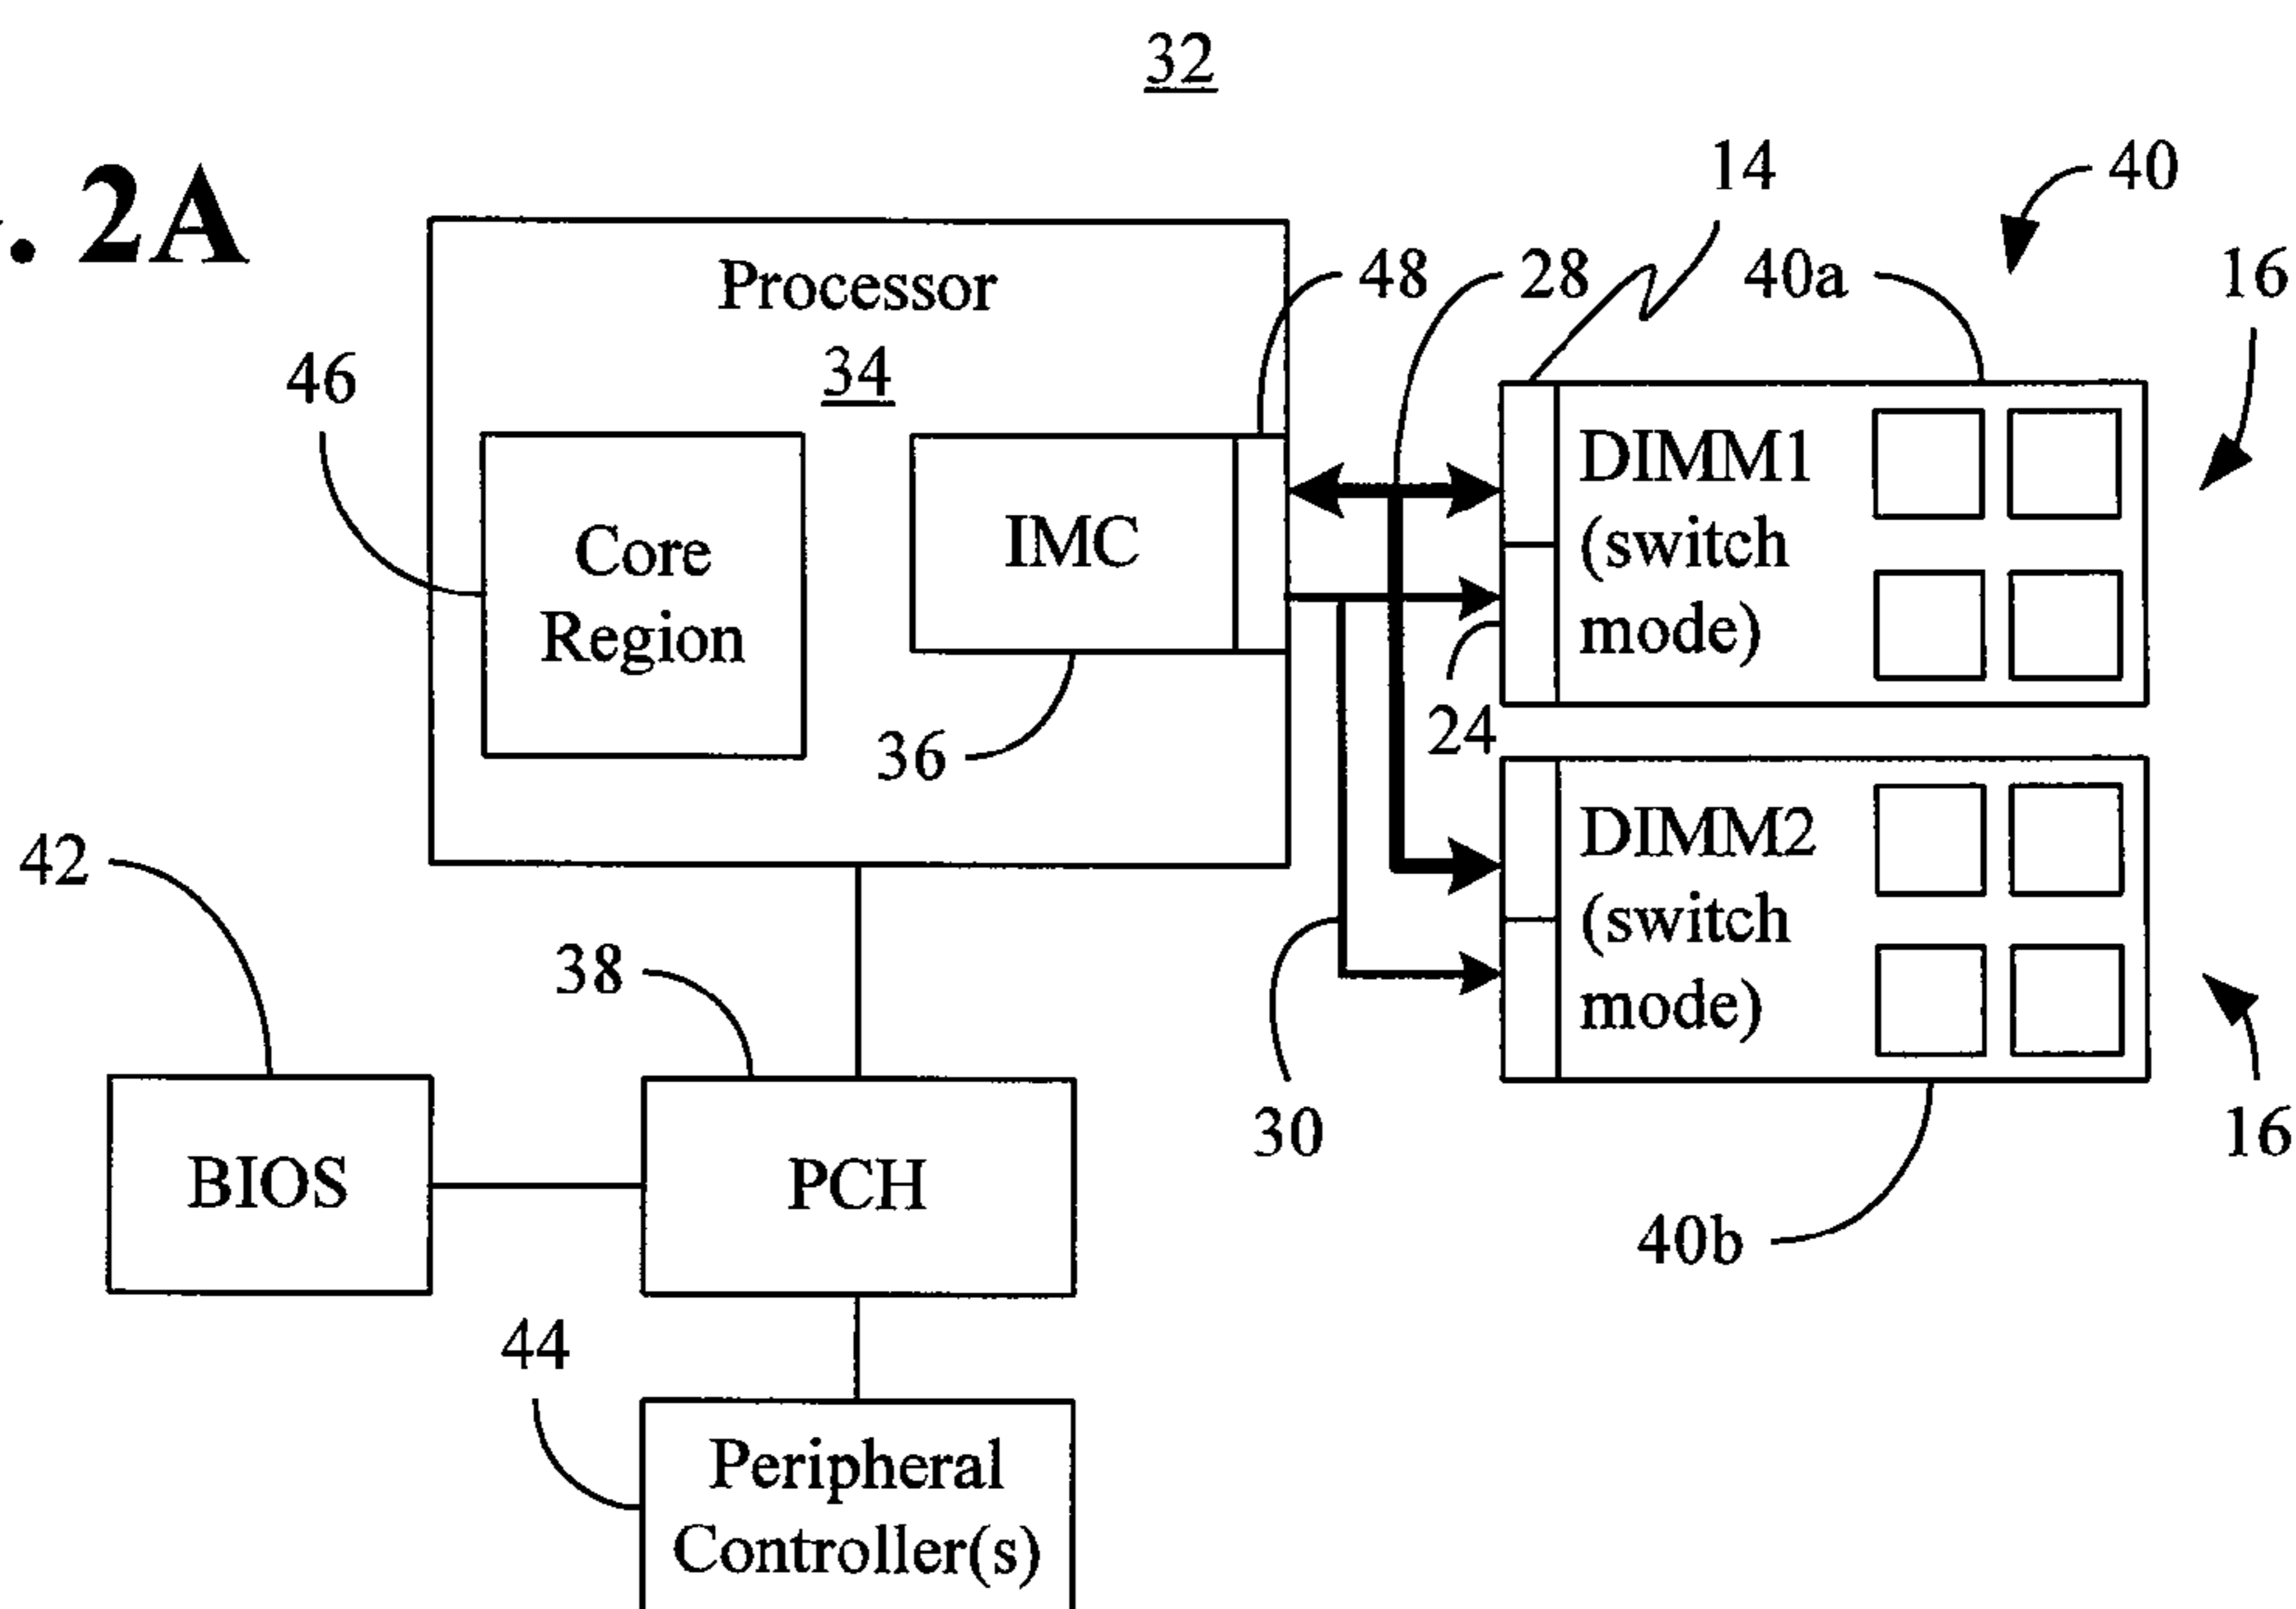 32
. 2A
14
40
48
28
40a
16
Processor
34
46
Core
Region
IMC
36
24
DIMM1
(switch
mode)
DIMM2
(switch
mode)
42
38
30
16
40b
BIOS
PCH
44
Peripheral
Controller(s)